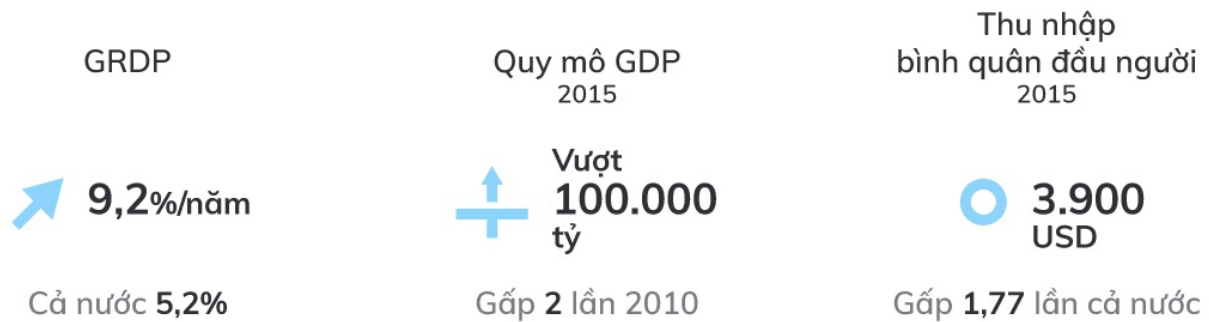 GRDP
9,2%/năm
Cả nước 5,2%
Quy mô GDP
2015
Vượt
100.000
tỷ
Gấp 2 lần 2010
Thu nhập
bình quân đầu người
2015
3.900
USD
Gấp 1,77 lần cả nước